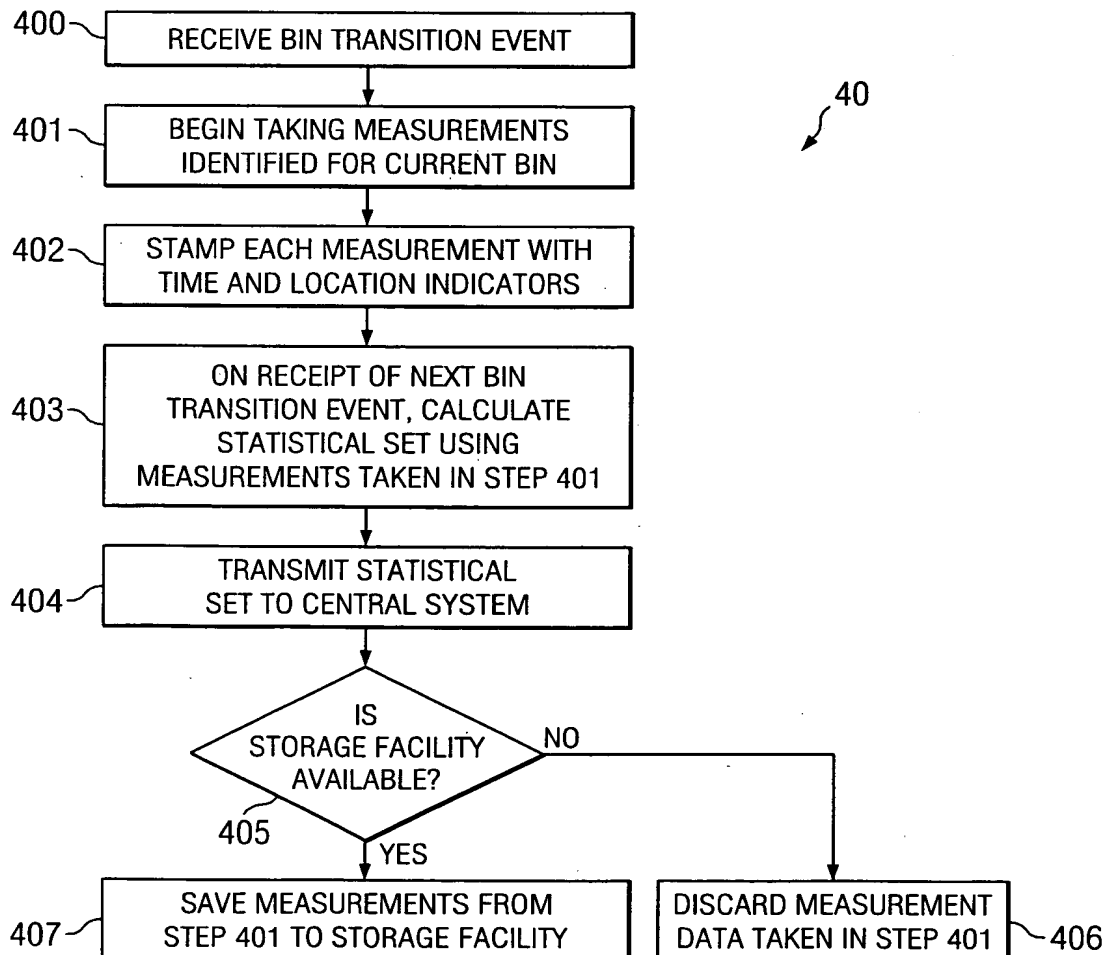 400
RECEIVE BIN TRANSITION EVENT
40
401
BEGIN TAKING MEASUREMENTS
IDENTIFIED FOR CURRENT BIN
402
STAMP EACH MEASUREMENT WITH
TIME AND LOCATION INDICATORS
403
ON RECEIPT OF NEXT BIN
TRANSITION EVENT, CALCULATE
STATISTICAL SET USING
MEASUREMENTS TAKEN IN STEP 401
404
TRANSMIT STATISTICAL
SET TO CENTRAL SYSTEM
IS
STORAGE FACILITY
AVAILABLE?
NO
405
YES
407
SAVE MEASUREMENTS FROM
STEP 401 TO STORAGE FACILITY
DISCARD MEASUREMENT
DATA TAKEN IN STEP 401
406